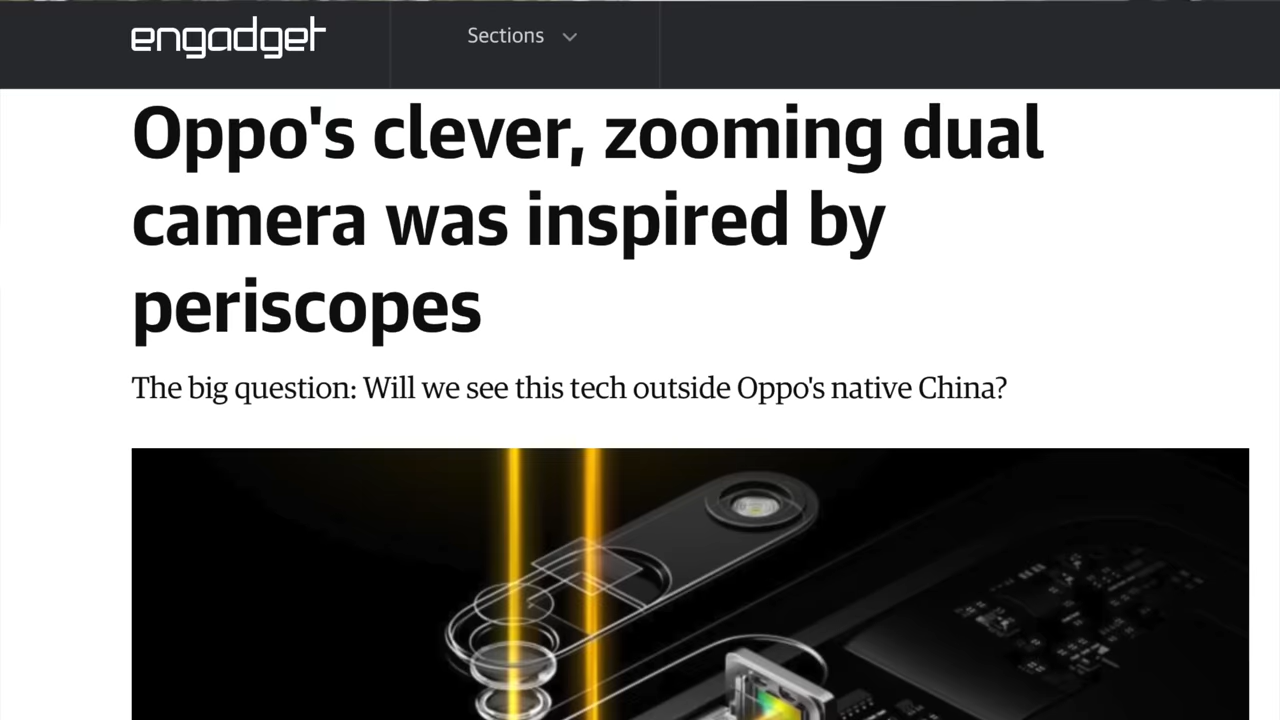 engadget
Sections
Oppo's clever, zooming dual
camera was inspired by
periscopes
The big question: Will we see this tech outside Oppo's native China?